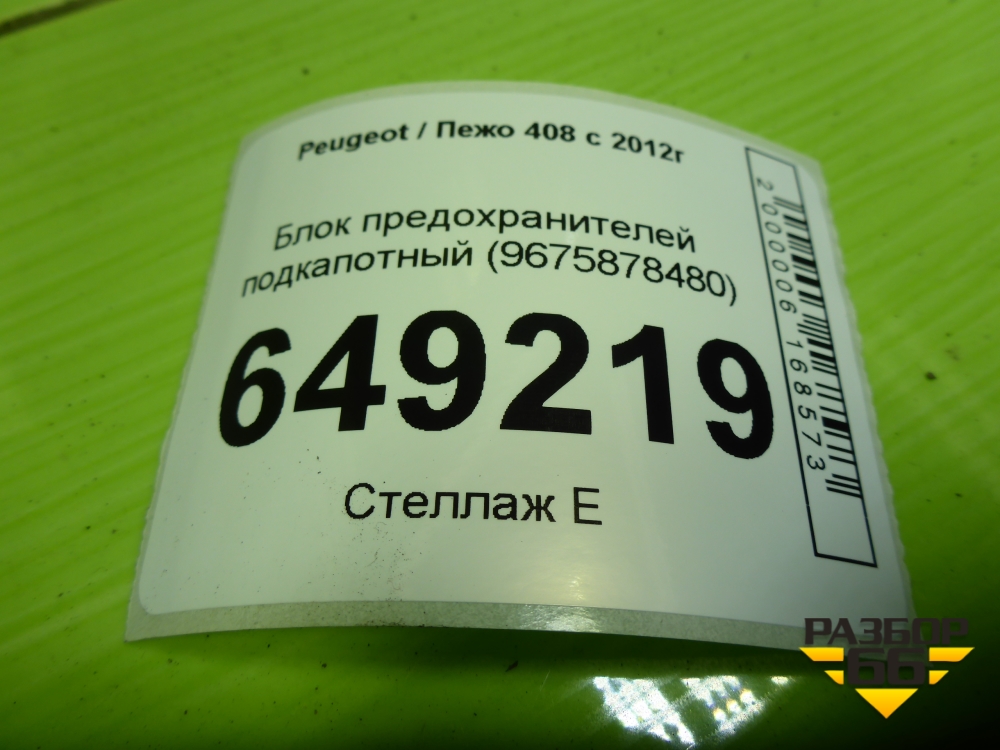 Peugeot / Пежо 408 с 2012г
Блок предохранителей
подкапотный (9675878480)
649219
Стеллаж Е
2000006168573
РАЗБОР
66